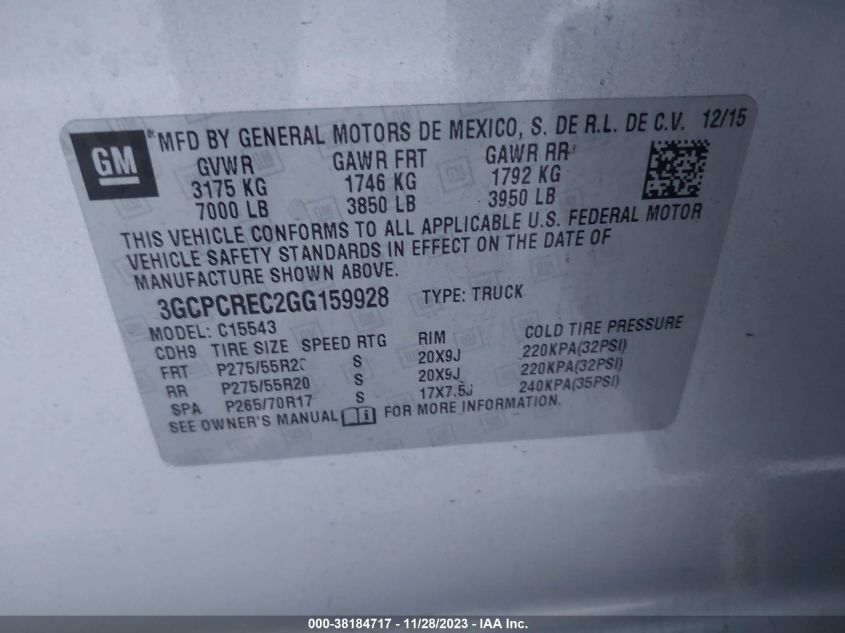 GM
MFD BY GENERAL MOTORS DE MEXICO, S. DE R.L. DE C.V. 12/15
GVWR GAWR FRT GAWR RR
3175 KG 1746 KG 1792 KG
7000 LB 3850 LB 3950 LB
THIS VEHICLE CONFORMS TO ALL APPLICABLE U.S. FEDERAL MOTOR
VEHICLE SAFETY STANDARDS IN EFFECT ON THE DATE OF
MANUFACTURE SHOWN ABOVE.
3GCPCREC2GG159928 TYPE: TRUCK
MODEL: C15543
CDH9 TIRE SIZE SPEED RTG RIM COLD TIRE PRESSURE
FRT P275/55R20 S 20X9J 220KPA(32PSI)
RR P275/55R20 S 20X9J 220KPA(32PSI)
SPA P265/70R17 S 17X7.5J 240KPA(35PSI)
SEE OWNER'S MANUAL FOR MORE INFORMATION.
000-38184717 - 11/28/2023 - IAA Inc.